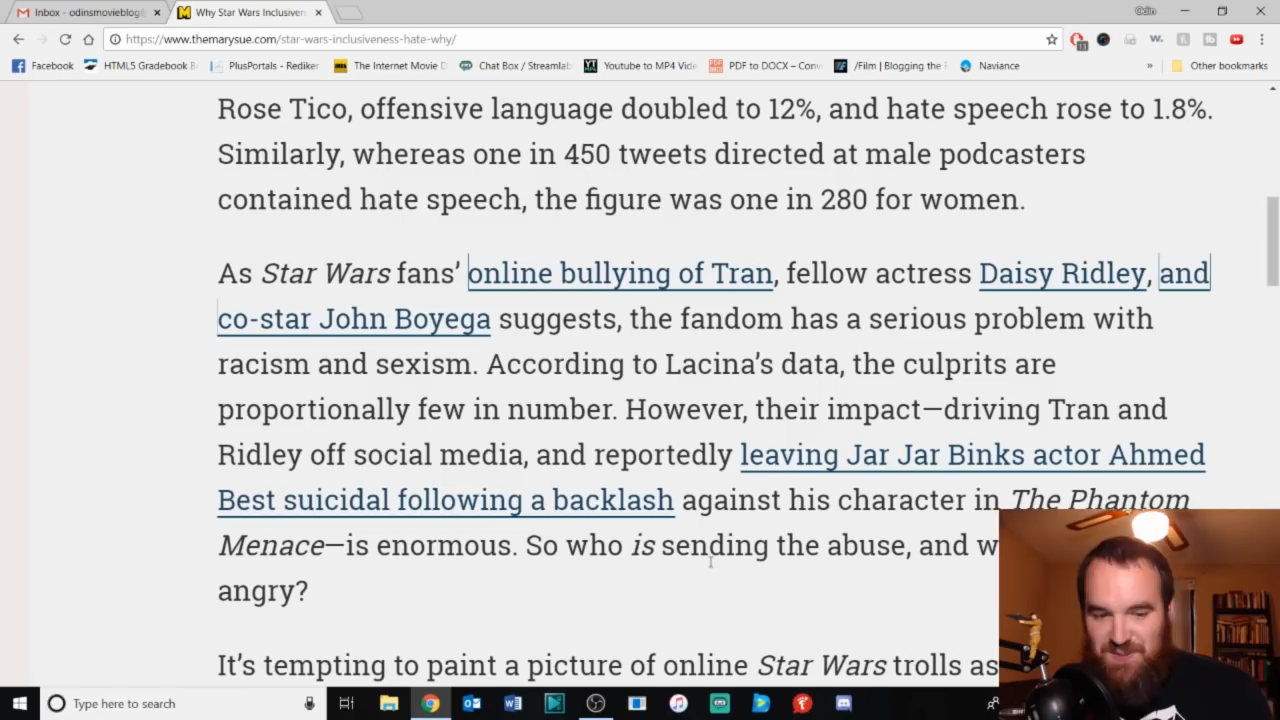 Inbox - odinsmovieblog
Why Star Wars Inclusiven
Odin
https://www.themarysue.com/star-wars-inclusiveness-hate-why/
11
Facebook
HTML5 Gradebook
PlusPortals - Rediker
The Internet Movie
Chat Box / Streamlab
Youtube to MP4 Vide
PDF to DOCX – Conv
/Film | Blogging the
Naviance
»
Other bookmarks
Rose Tico, offensive language doubled to 12%, and hate speech rose to 1.8%.
Similarly, whereas one in 450 tweets directed at male podcasters
contained hate speech, the figure was one in 280 for women.
As Star Wars fans’ online bullying of Tran, fellow actress Daisy Ridley, and
co-star John Boyega suggests, the fandom has a serious problem with
racism and sexism. According to Lacina’s data, the culprits are
proportionally few in number. However, their impact—driving Tran and
Ridley off social media, and reportedly leaving Jar Jar Binks actor Ahmed
Best suicidal following a backlash against his character in The Phantom
Menace—is enormous. So who is sending the abuse, and w
angry?
It’s tempting to paint a picture of online Star Wars trolls as
Type here to search